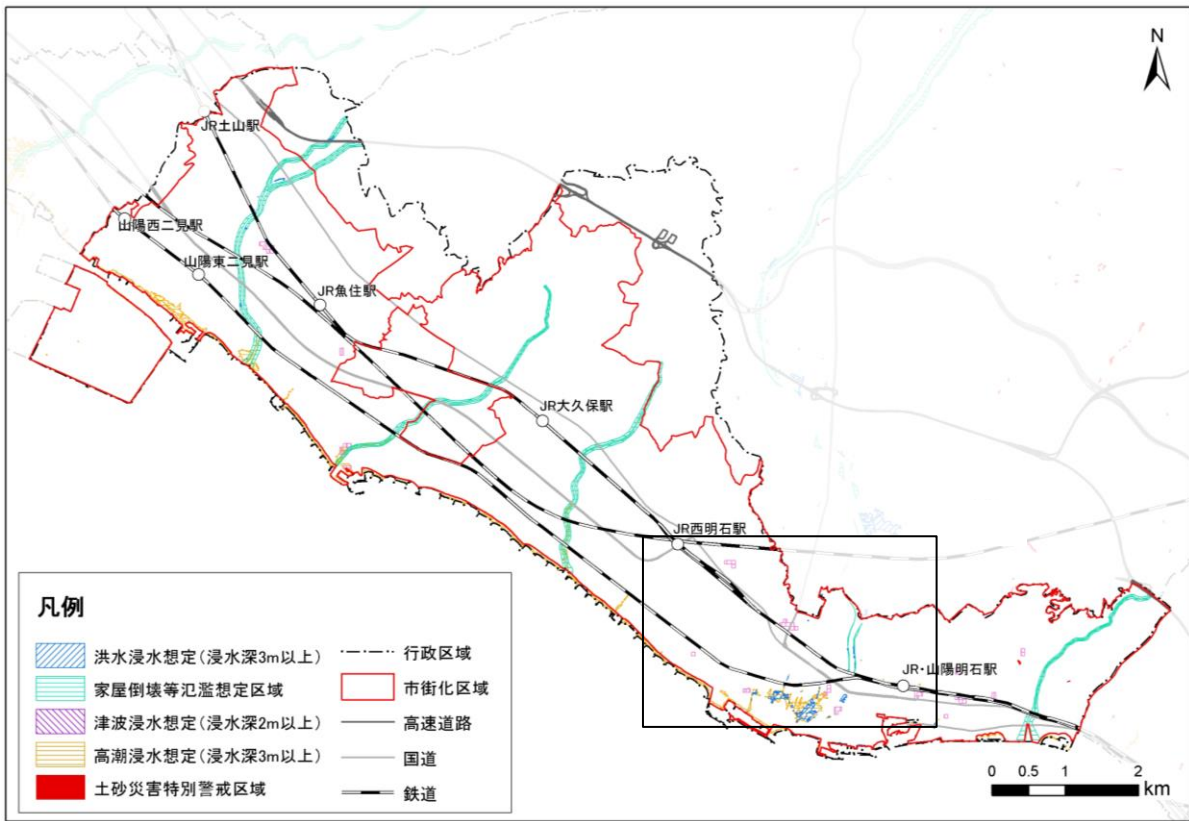 N
JR土山駅
山陽西二見駅
山陽東二見駅
JR魚住駅
JR大久保駅
JR西明石駅
JR・山陽明石駅
凡例
洪水浸水想定(浸水深3m以上)
家屋倒壊等氾濫想定区域
津波浸水想定(浸水深2m以上)
高潮浸水想定(浸水深3m以上)
土砂災害特別警戒区域
行政区域
市街化区域
高速道路
国道
鉄道
0 0.5 1 2
km